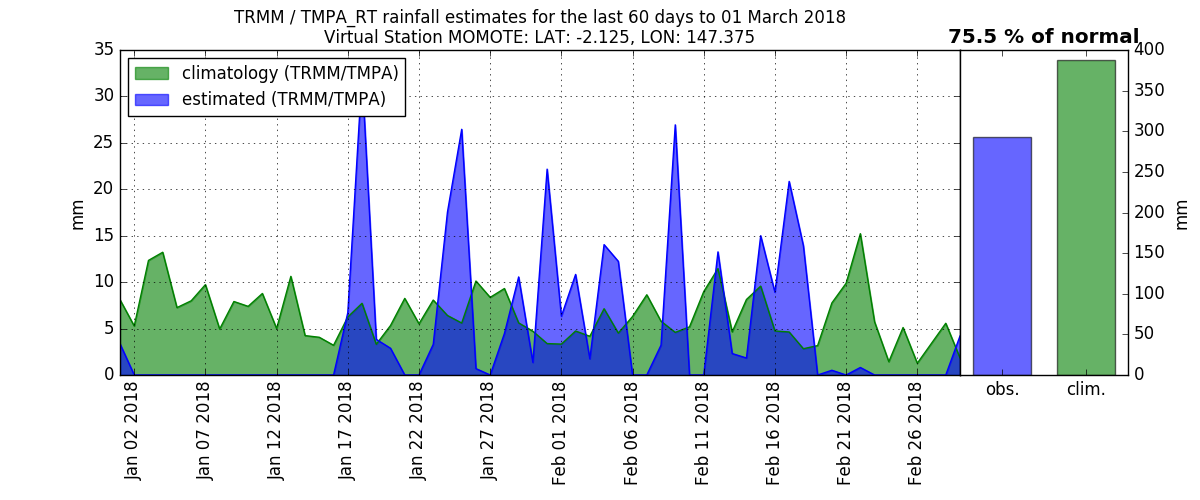 TRMM / TMPA_RT rainfall estimates for the last 60 days to 01 March 2018
Virtual Station MOMOTE: LAT: -2.125, LON: 147.375
75.5 % of normal
climatology (TRMM/TMPA)
estimated (TRMM/TMPA)
35
30
25
20
15
10
5
0
mm
Jan 02 2018
Jan 07 2018
Jan 12 2018
Jan 17 2018
Jan 22 2018
Jan 27 2018
Feb 01 2018
Feb 06 2018
Feb 11 2018
Feb 16 2018
Feb 21 2018
Feb 26 2018
obs.
clim.
400
350
300
250
200
150
100
50
0
mm